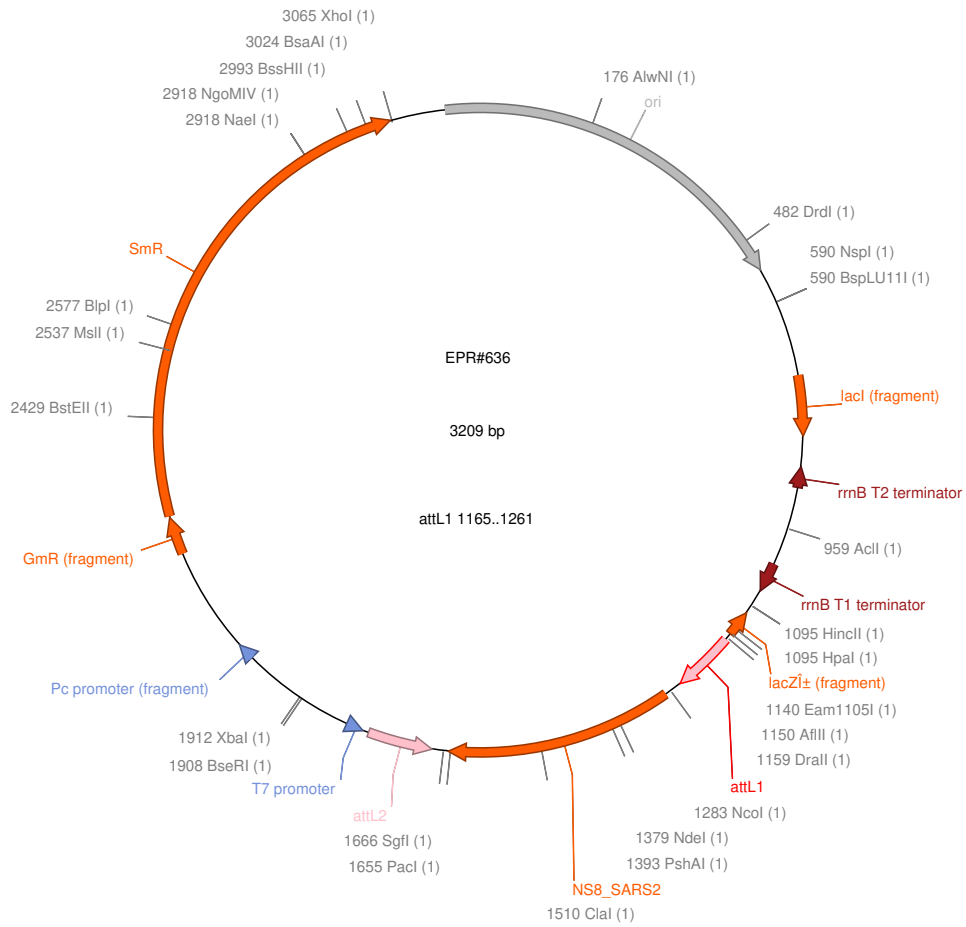 3065 XhoI (1)
3024 BsaAI (1)
2993 BssHII (1)
2918 NgoMIV (1)
2918 NaeI (1)
176 AlwNI (1)
ori
482 DrdI (1)
590 NspI (1)
590 BspLU11I (1)
SmR
2577 BlpI (1)
2537 MslI (1)
2429 BstEII (1)
EPR#636
3209 bp
attL1 1165..1261
lacI (fragment)
rrnB T2 terminator
959 AclI (1)
rrnB T1 terminator
1095 HincII (1)
1095 HpaI (1)
lacZÎ± (fragment)
1140 Eam1105I (1)
1150 AflII (1)
1159 DraII (1)
attL1
1283 NcoI (1)
1379 NdeI (1)
1393 PshAI (1)
NS8_SARS2
1510 ClaI (1)
GmR (fragment)
Pc promoter (fragment)
1912 XbaI (1)
1908 BseRI (1)
T7 promoter
attL2
1666 SgfI (1)
1655 PacI (1)